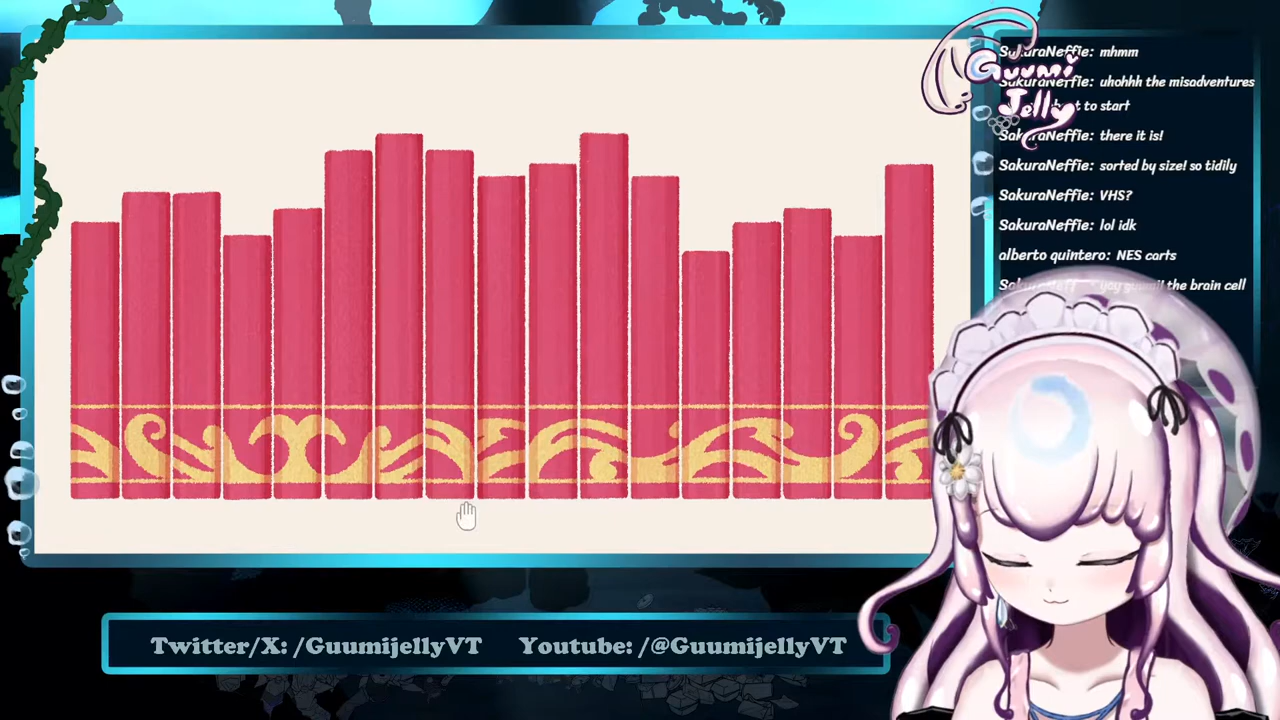 Guumi
Jelly
SakuraNeffie: mhmm
SakuraNeffie: uhohhh the misadventures
t to start
SakuraNeffie: there it is!
SakuraNeffie: sorted by size! so tidily
SakuraNeffie: VHS?
SakuraNeffie: lol idk
alberto quintero: NES carts
the brain cell
Twitter/X: /GuumijellyVT Youtube: /@GuumijellyVT